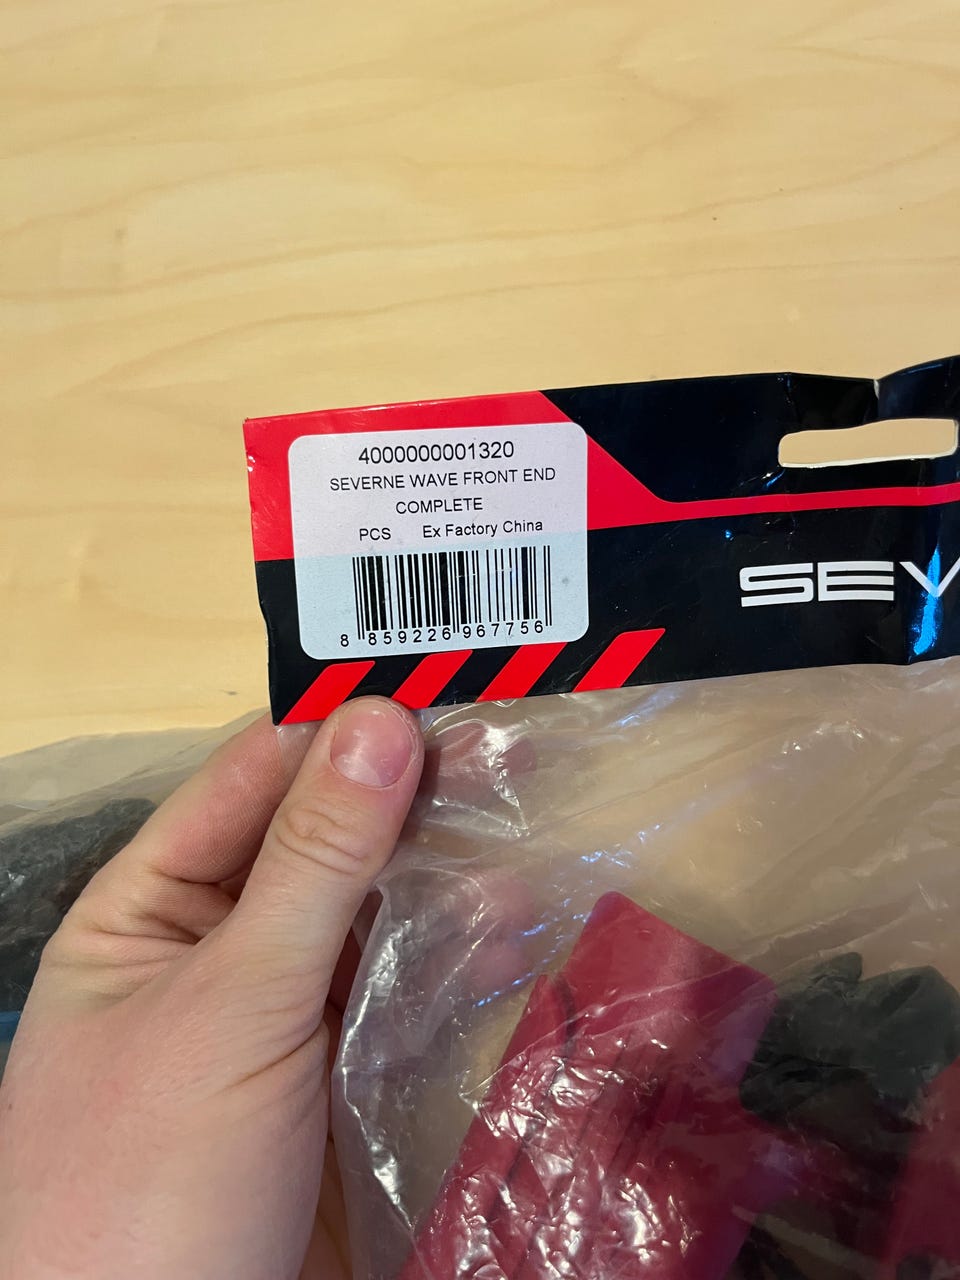 4000000001320
SEVERNE WAVE FRONT END
COMPLETE
PCS Ex Factory China
8 859226 967756
SEV